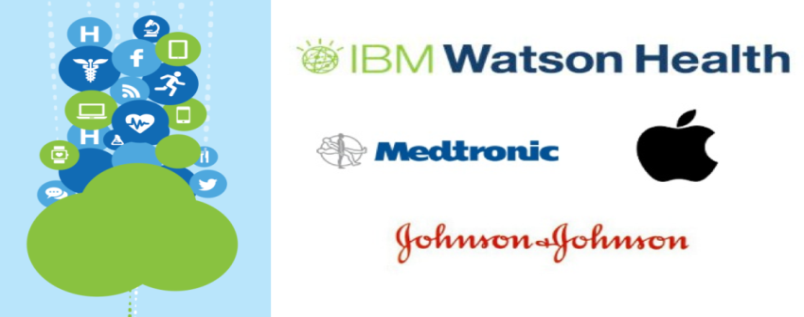 H
f
H
IBM Watson Health
Medtronic
Johnson & Johnson